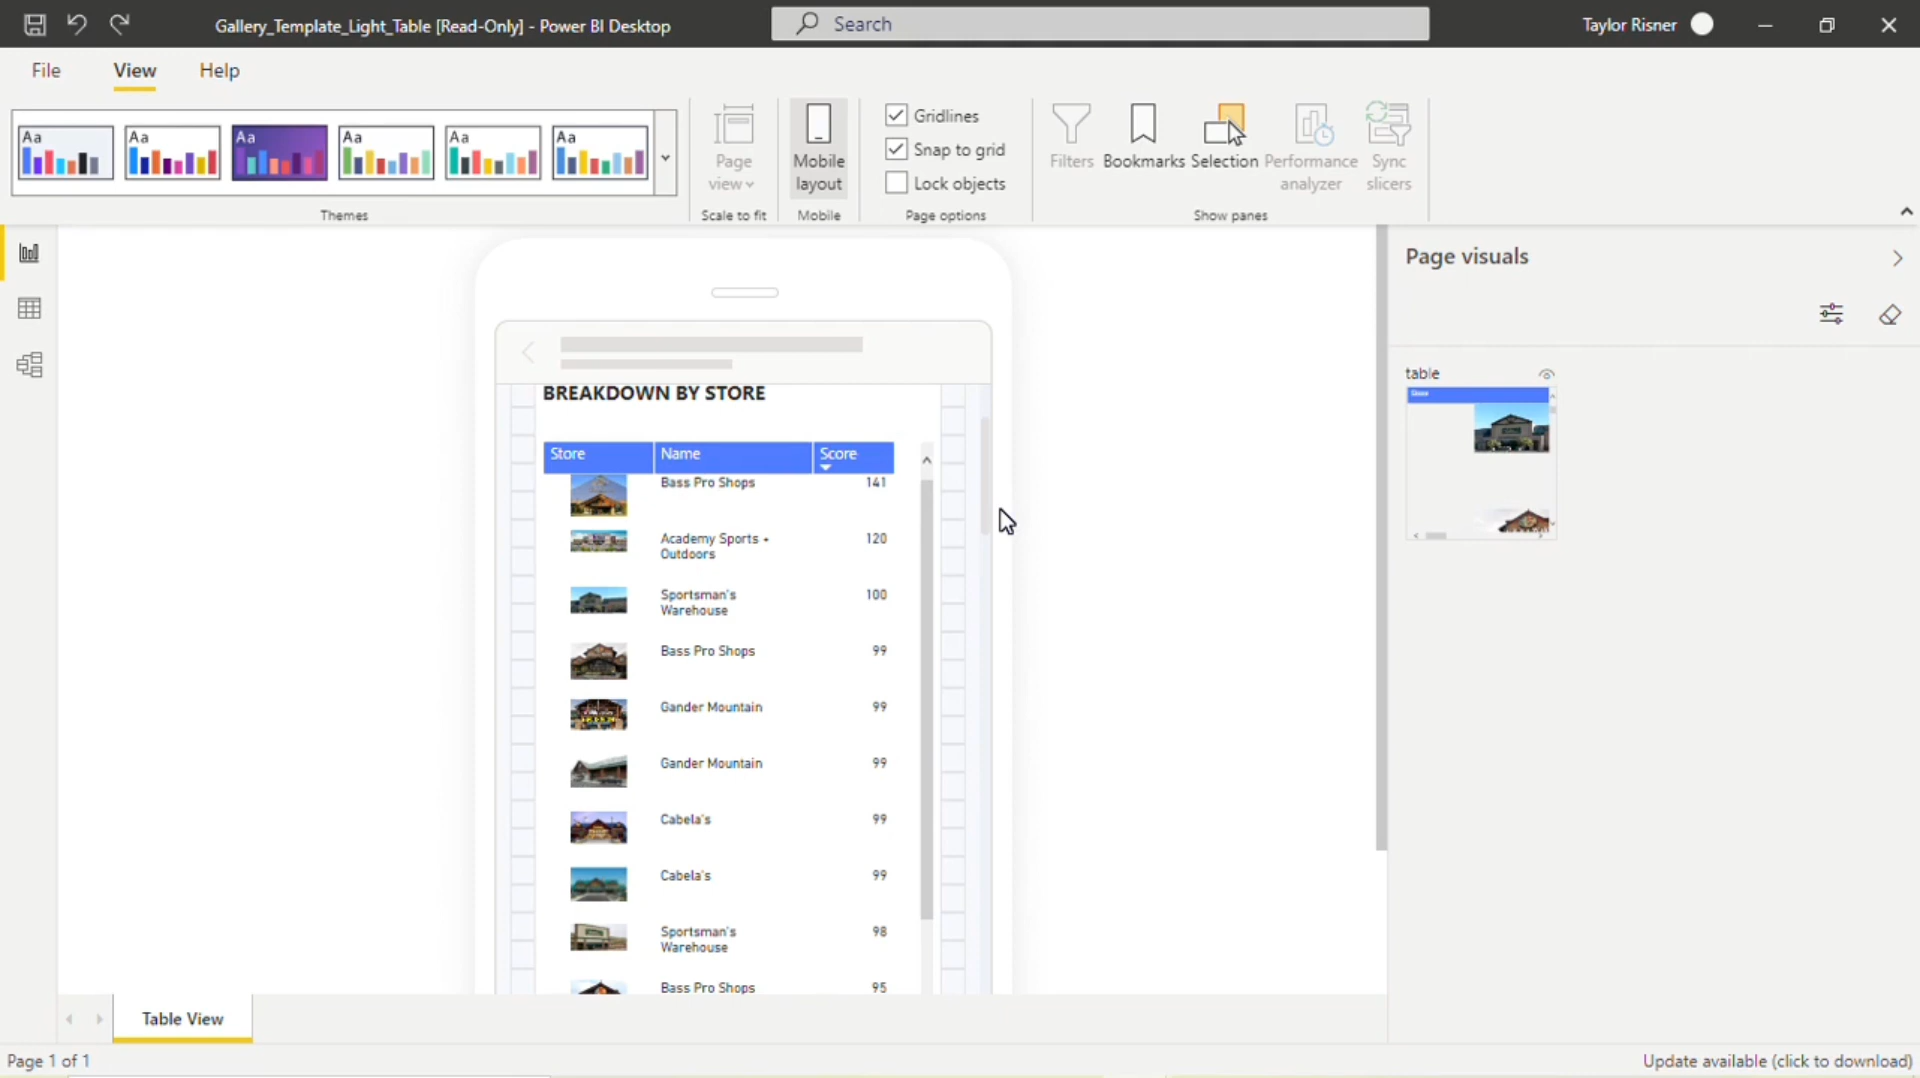 Gallery_Template_Light_Table [Read-Only] - Power BI Desktop
Search
Taylor Risner
File
View
Help
Aa
Aa
Aa
Aa
Aa
Aa
Themes
Page
view
Scale to fit
Mobile
layout
Mobile
Gridlines
Snap to grid
Lock objects
Page options
Filters
Bookmarks
Selection
Performance
analyzer
Sync
slicers
Show panes
BREAKDOWN BY STORE
Store Name Score
Bass Pro Shops 141
Academy Sports + 120
Outdoors
Sportsman's 100
Warehouse
Bass Pro Shops 99
Gander Mountain 99
Gander Mountain 99
Cabela's 99
Cabela's 99
Sportsman's 98
Warehouse
Bass Pro Shops 95
Page visuals
table
Table View
Page 1 of 1
Update available (click to download)